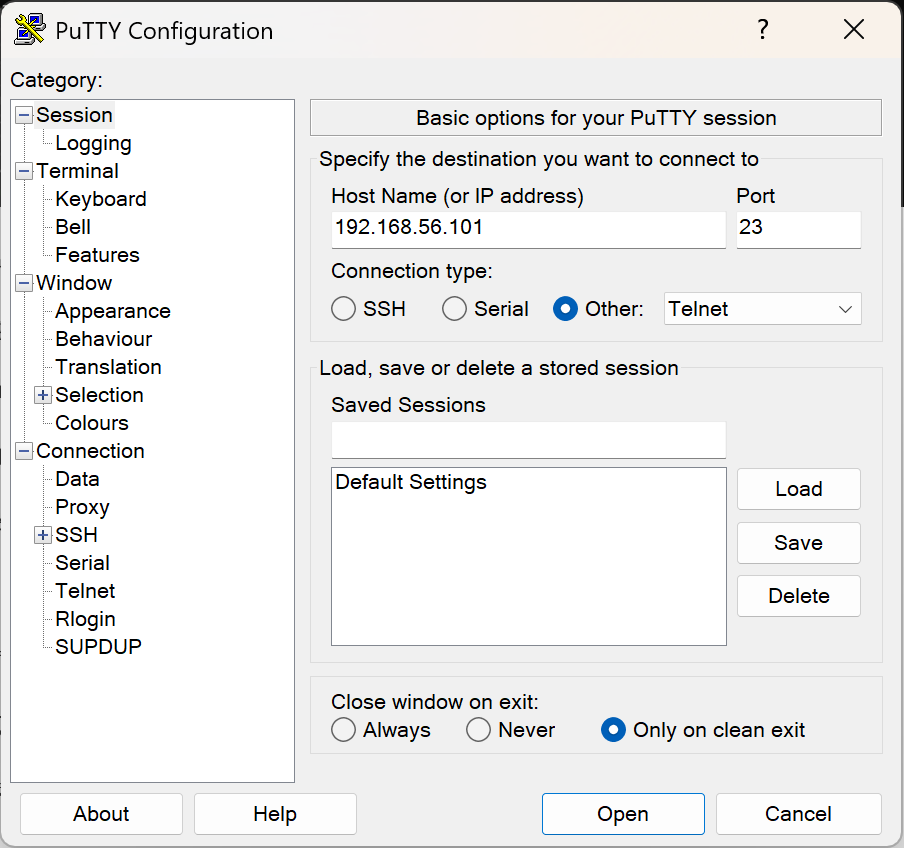 PuTTY Configuration ?
Category:
Session
Logging
Terminal
Keyboard
Bell
Features
Window
Appearance
Behaviour
Translation
Selection
Colours
Connection
Data
Proxy
SSH
Serial
Telnet
Rlogin
SUPDUP
Basic options for your PuTTY session
Specify the destination you want to connect to
Host Name (or IP address) Port
192.168.56.101 23
Connection type:
SSH Serial Other: Telnet
Load, save or delete a stored session
Saved Sessions
Default Settings
Load
Save
Delete
Close window on exit:
Always Never Only on clean exit
About Help Open Cancel